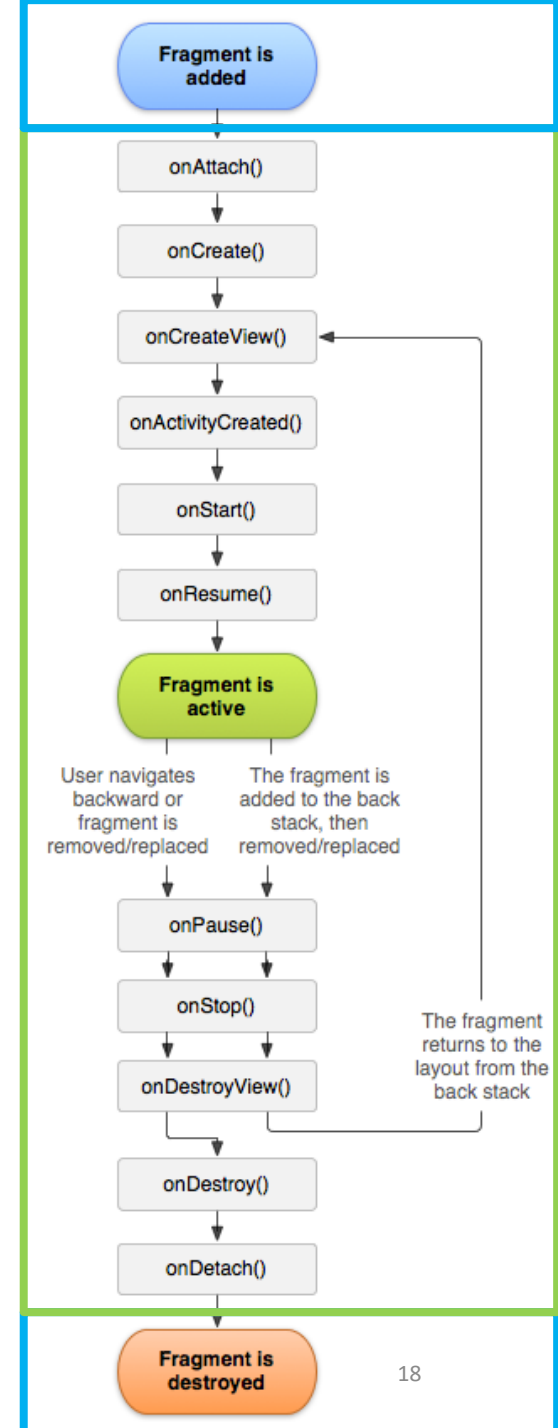 Fragment is
added
onAttach()
onCreate()
onCreateView()
onActivityCreated()
onStart()
onResume()
Fragment is
active
User navigates
backward or
fragment is
removed/replaced
The fragment is
added to the back
stack, then
removed/replaced
onPause()
onStop()
onDestroyView()
The fragment
returns to the
layout from the
back stack
onDestroy()
onDetach()
Fragment is
destroyed
18